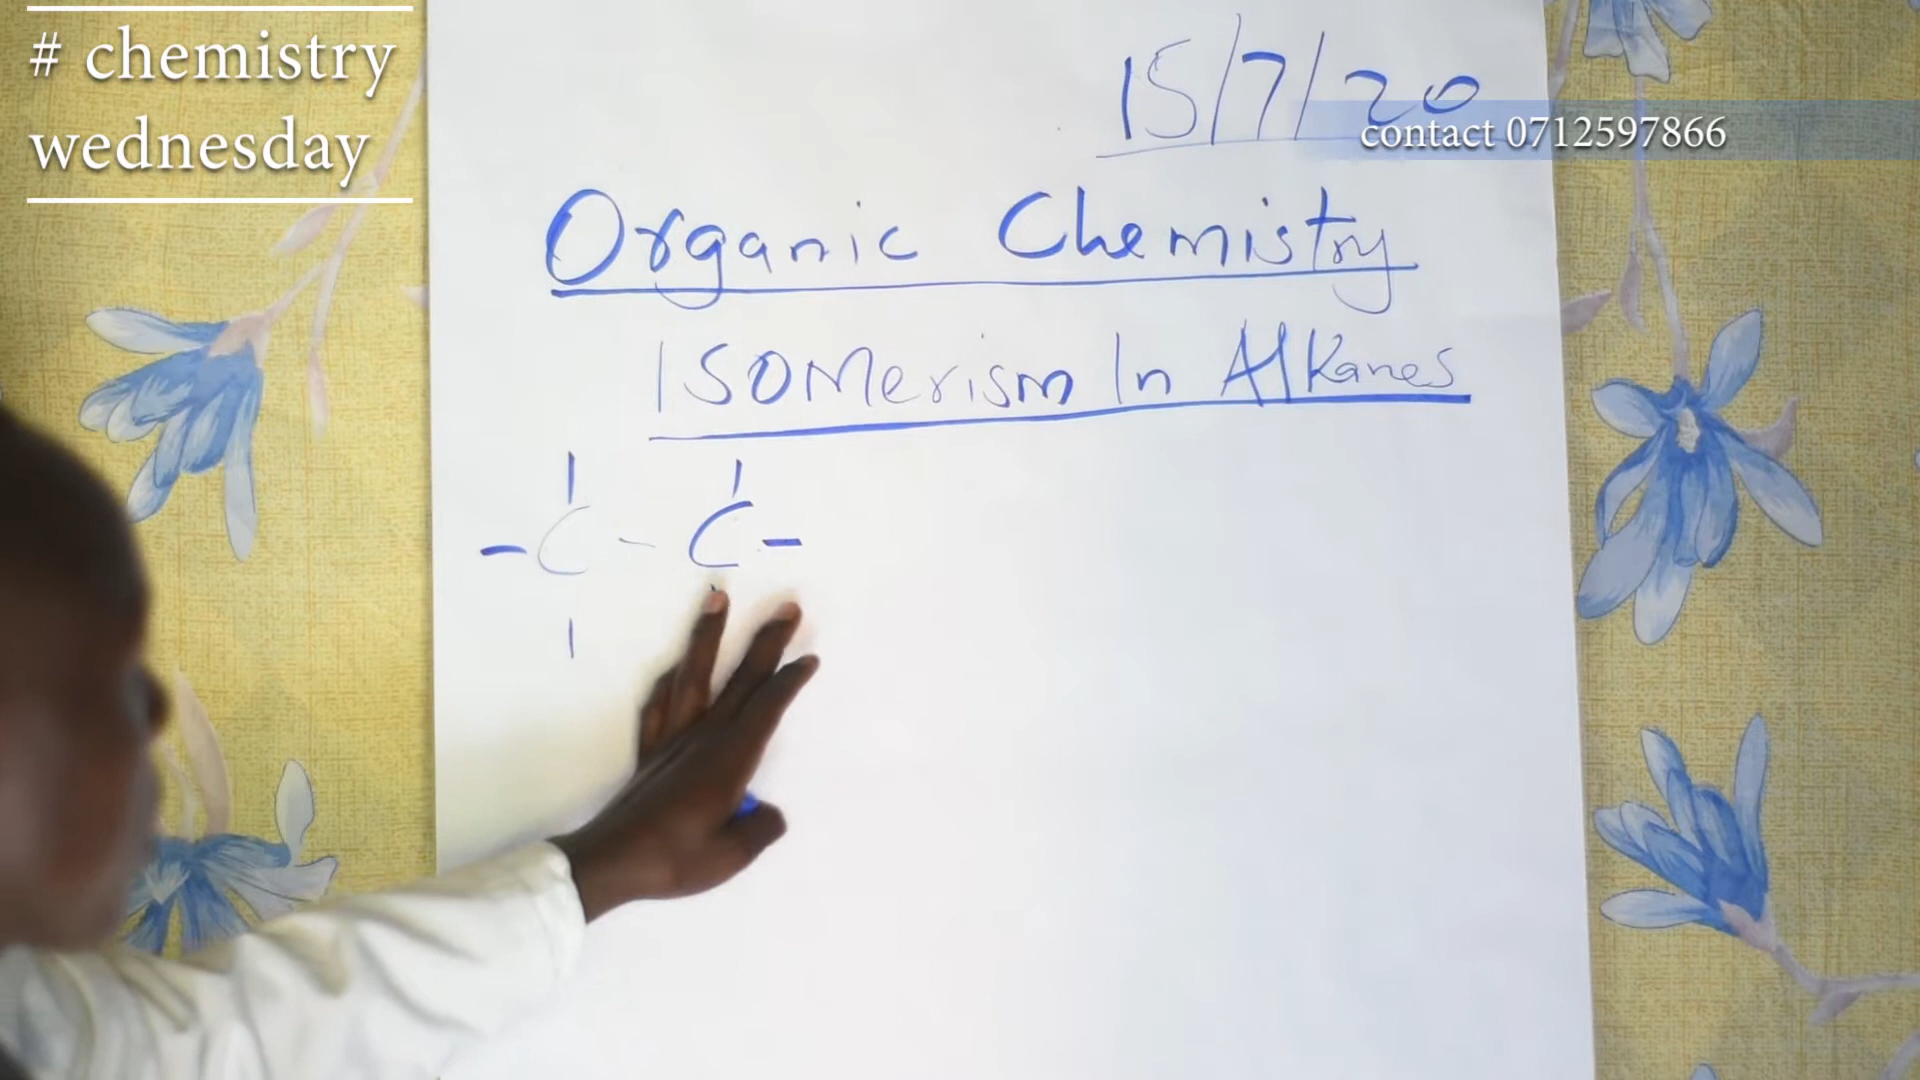 # chemistry
wednesday
15/7/20
contact 0712597866
Organic Chemistry
ISOMerism In Alkanes
- C - C -